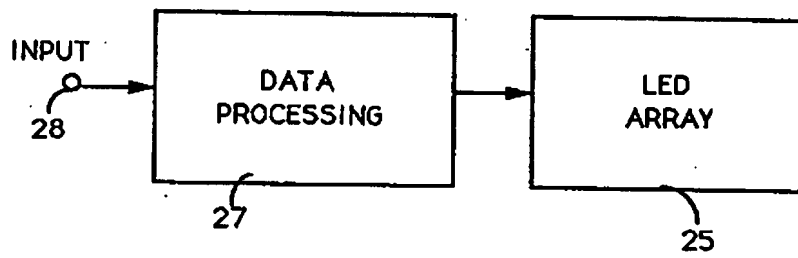 INPUT
28
DATA
PROCESSING
27
LED
ARRAY
25